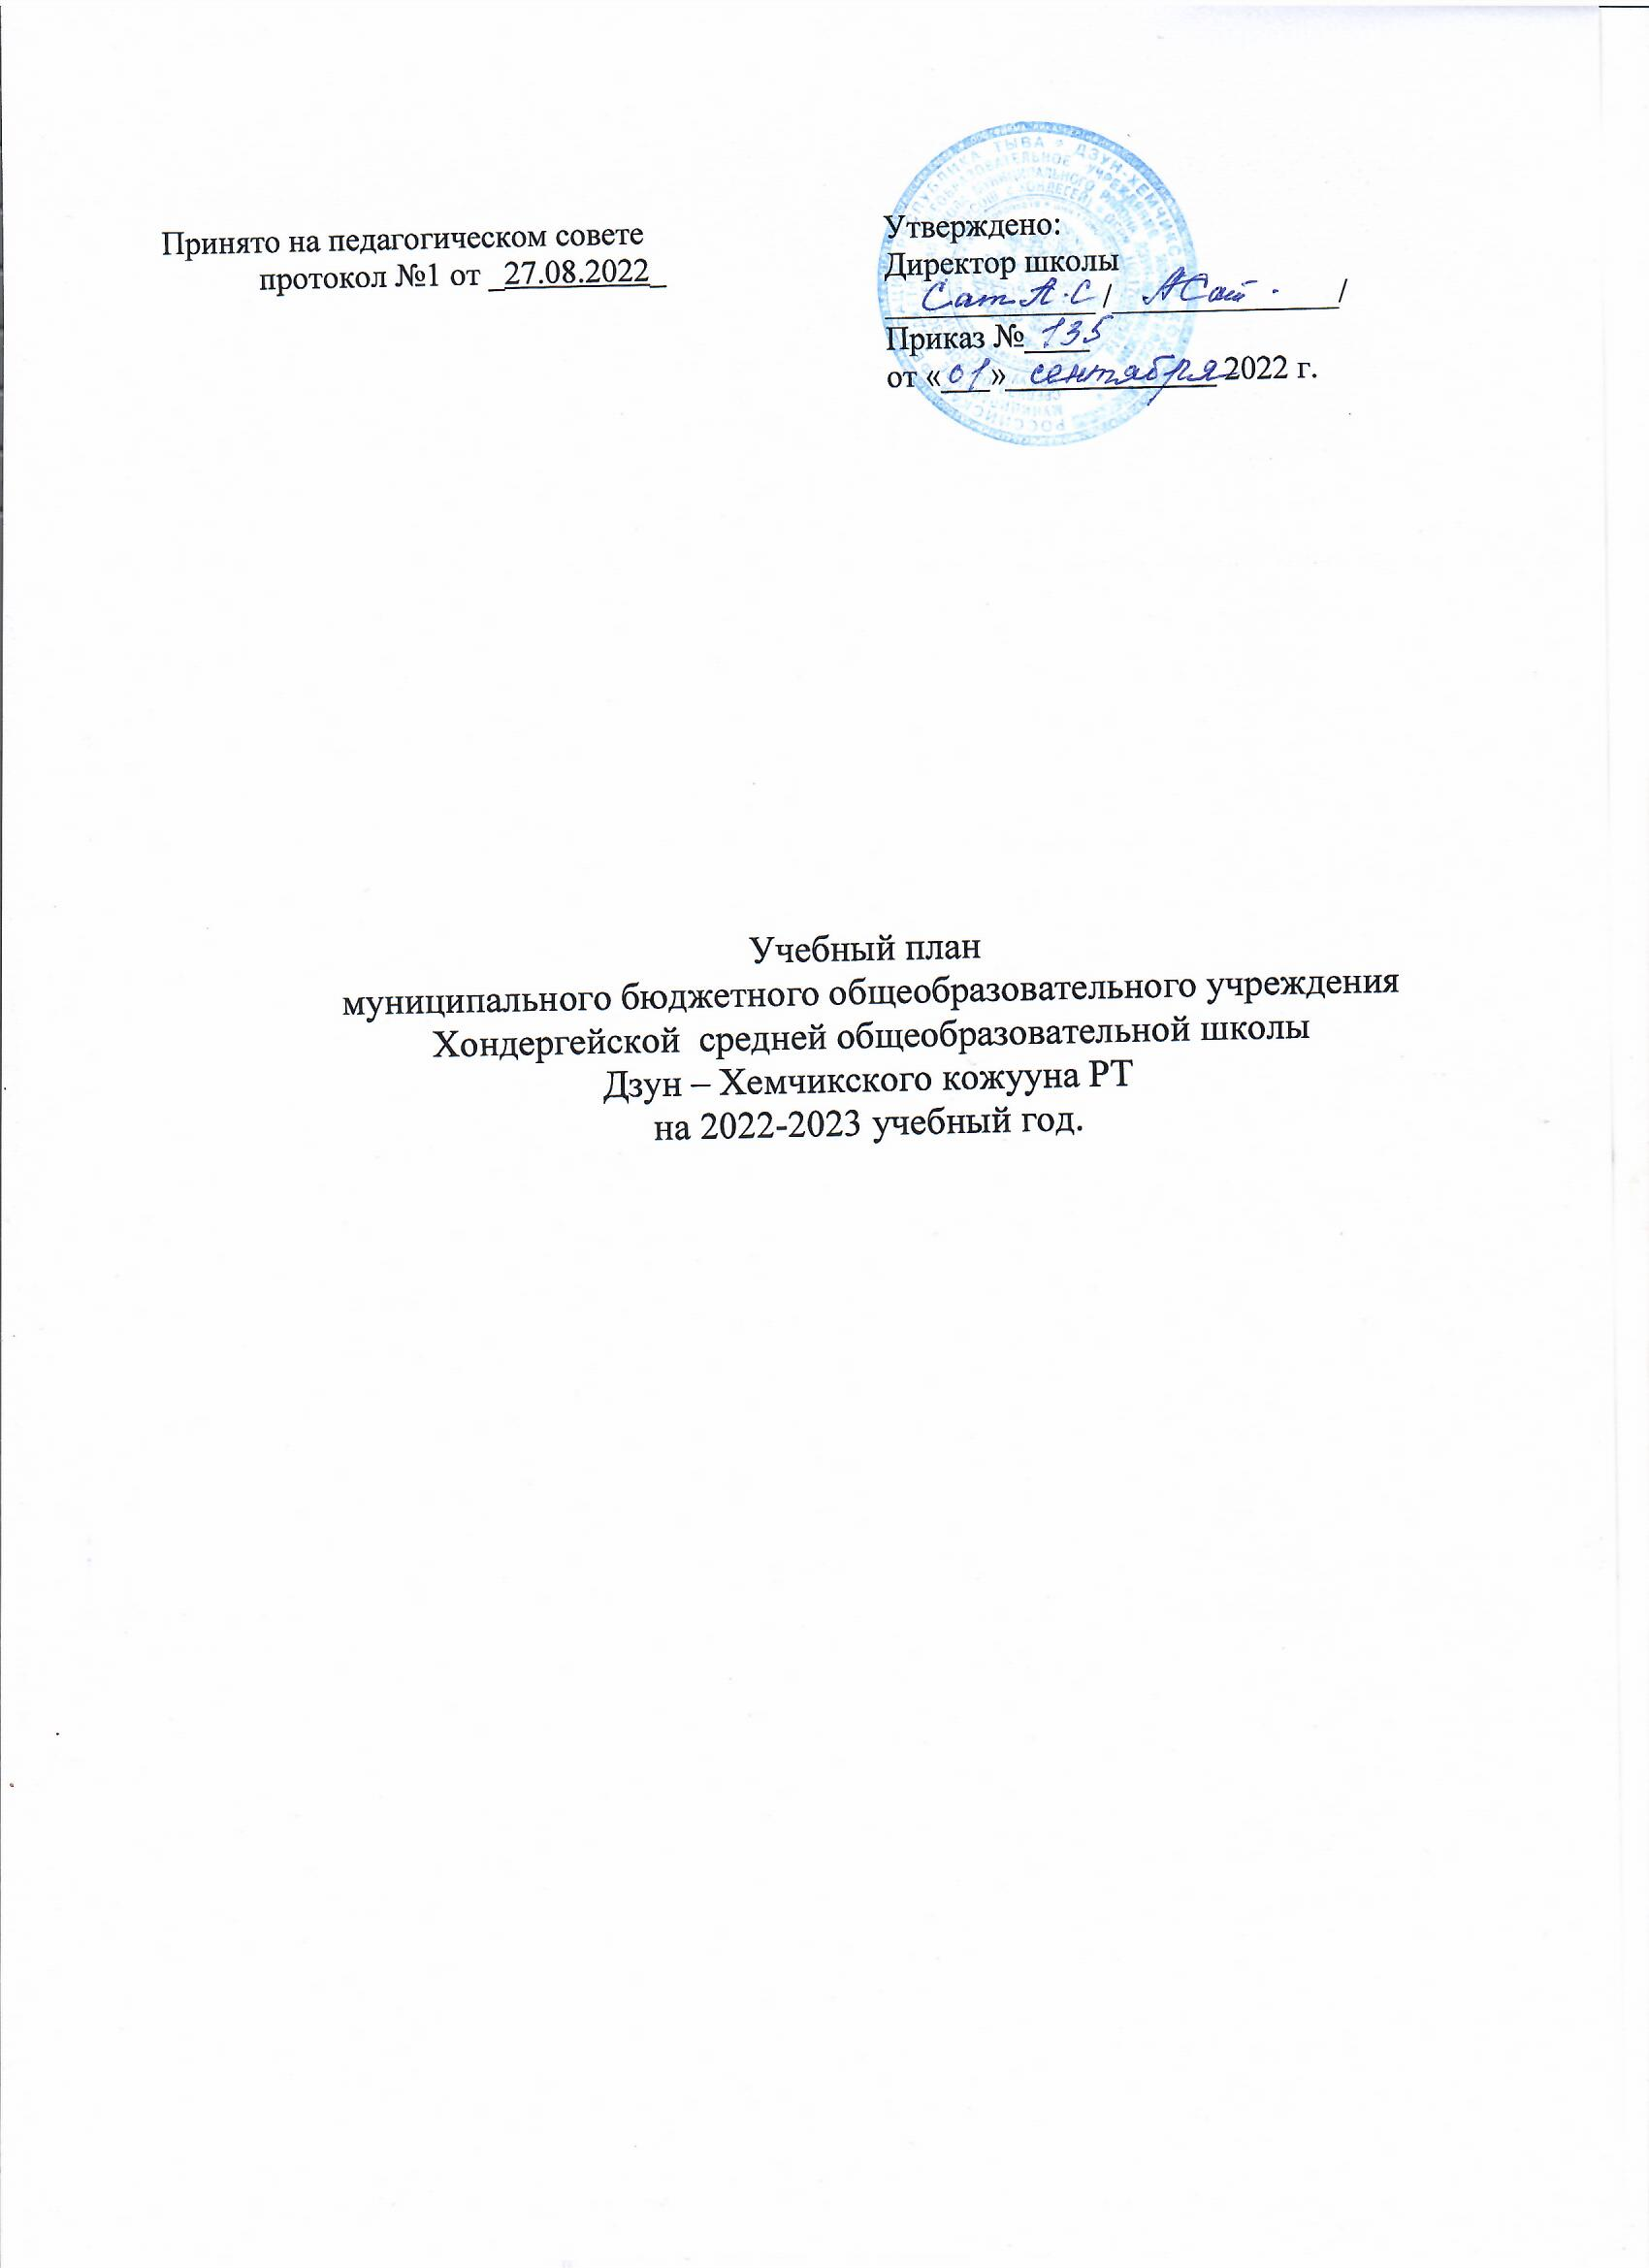 Принято на педагогическом совете
протокол №1 от _27.08.2022_
Утверждено:
Директор школы
Сат А.С / АСат /
Приказ № 135
от «01» сентября 2022 г.
Учебный план
муниципального бюджетного общеобразовательного учреждения
Хондергейской средней общеобразовательной школы
Дзун – Хемчикского кожууна РТ
на 2022-2023 учебный год.